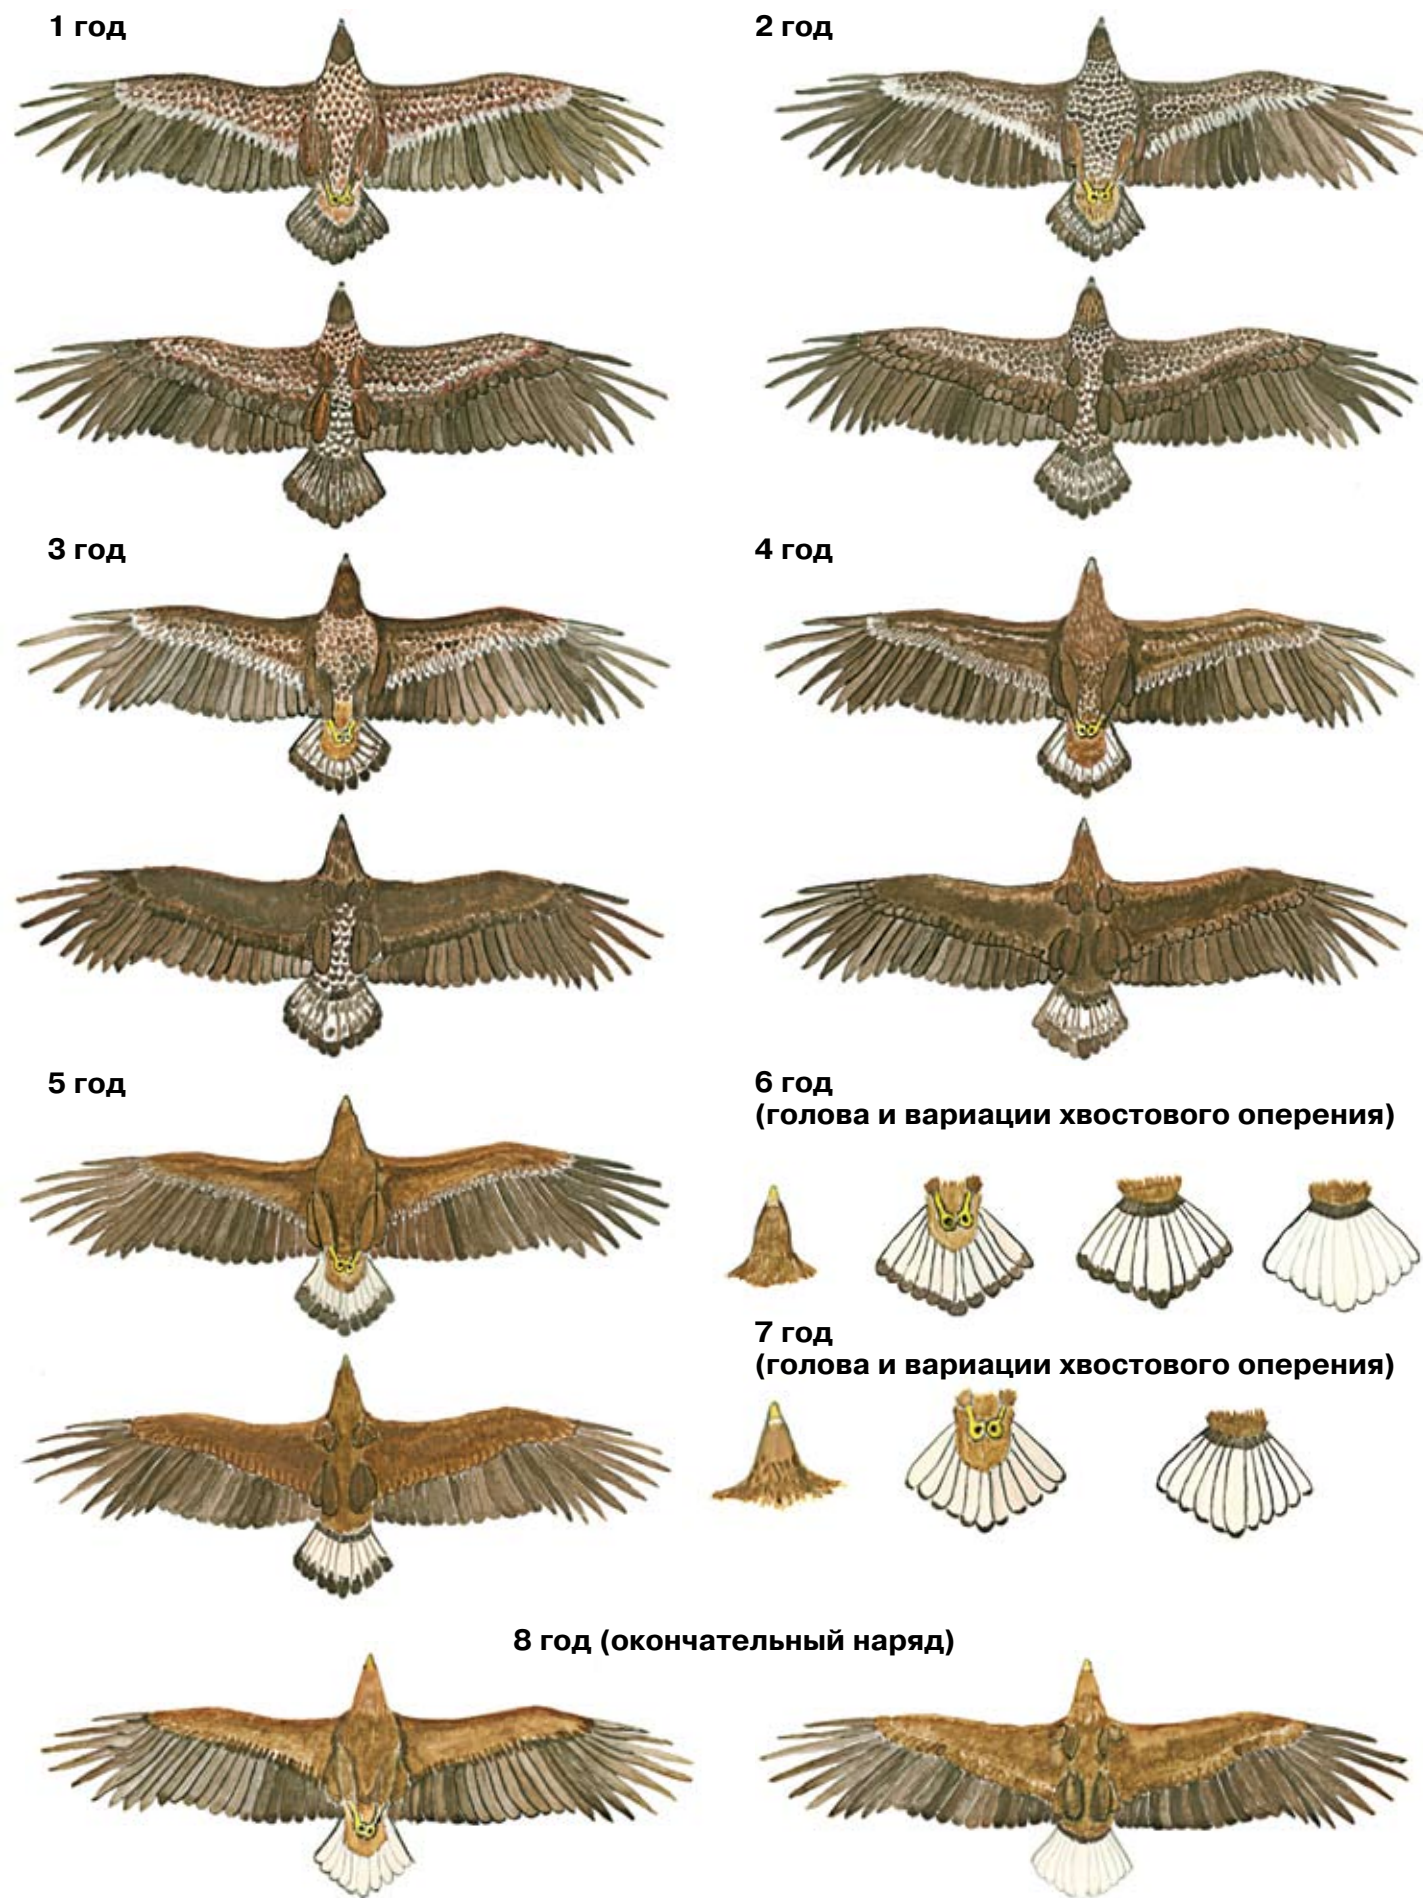 1 год
2 год
3 год
4 год
5 год
6 год
(голова и вариации хвостового оперения)
7 год
(голова и вариации хвостового оперения)
8 год (окончательный наряд)